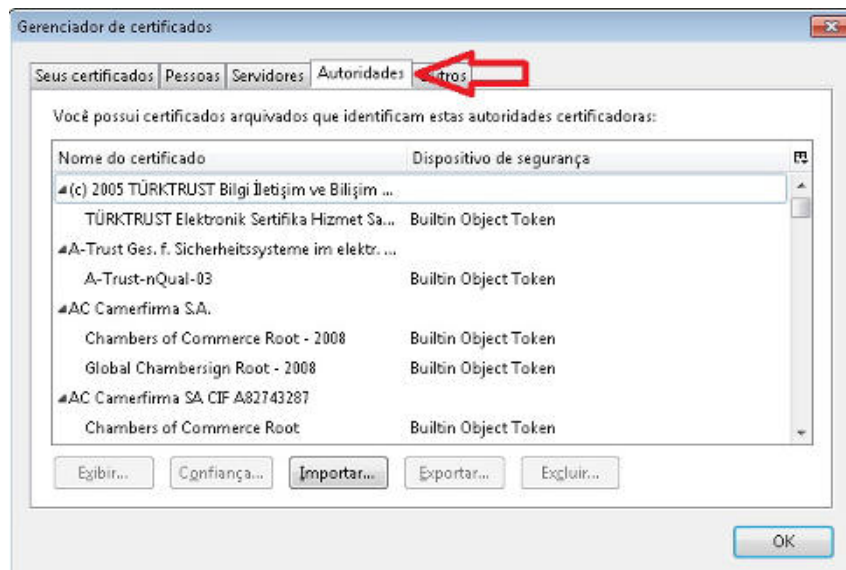 Gerenciador de certificados
Seus certificados Pessoas Servidores Autoridades Outros
Você possui certificados arquivados que identificam estas autoridades certificadoras:
Nome do certificado Dispositivo de segurança
(c) 2005 TÜRKTRUST Bilgi İletişim ve Bilişim ...
TÜRKTRUST Elektronik Sertifika Hizmet Sa... Builtin Object Token
A-Trust Ges. f. Sicherheitssysteme im elektr. ...
A-Trust-nQual-03 Builtin Object Token
AC Camerfirma S.A.
Chambers of Commerce Root - 2008 Builtin Object Token
Global Chambersign Root - 2008 Builtin Object Token
AC Camerfirma SA CIF A82743287
Chambers of Commerce Root Builtin Object Token
Exibir... Confiança... Importar... Exportar... Excluir...
OK